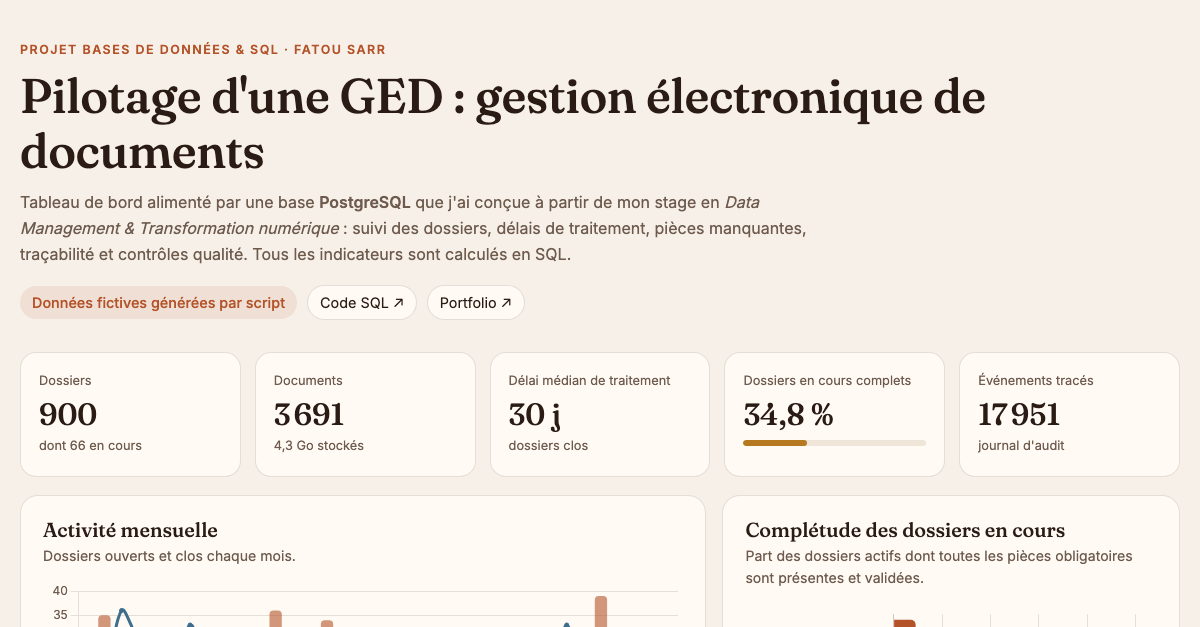 PROJET BASES DE DONNÉES & SQL · FATOU SARR
Pilotage d'une GED : gestion électronique de
documents
Tableau de bord alimenté par une base PostgreSQL que j'ai conçue à partir de mon stage en Data
Management & Transformation numérique : suivi des dossiers, délais de traitement, pièces manquantes,
traçabilité et contrôles qualité. Tous les indicateurs sont calculés en SQL.
Données fictives générées par script
Code SQL ↗
Portfolio ↗
Dossiers
900
dont 66 en cours
Documents
3 691
4,3 Go stockés
Délai médian de traitement
30 j
dossiers clos
Dossiers en cours complets
34,8 %
Événements tracés
17 951
journal d'audit
Activité mensuelle
Dossiers ouverts et clos chaque mois.
40
35
Complétude des dossiers en cours
Part des dossiers actifs dont toutes les pièces obligatoires
sont présentes et validées.